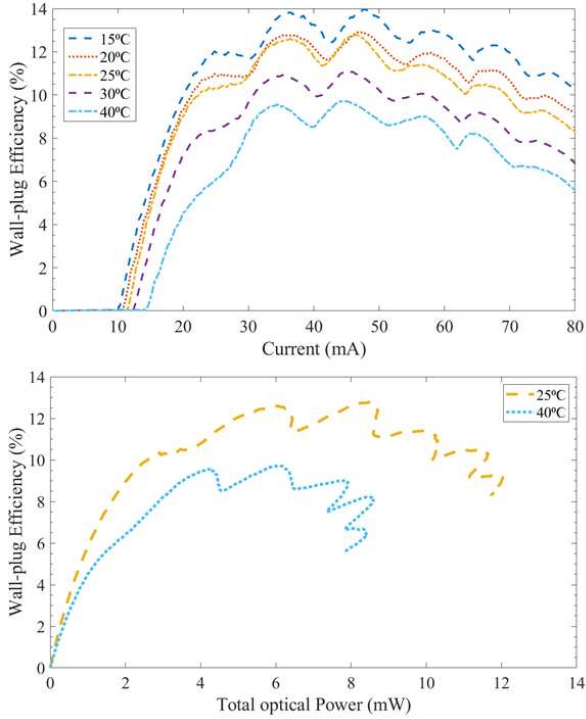 14
12
10
8
6
4
2
0
Wall-plug Efficiency (%)
15ºC
20ºC
25ºC
30ºC
40ºC
0 10 20 30 40 50 60 70 80
Current (mA)
14
12
10
8
6
4
2
0
Wall-plug Efficiency (%)
25ºC
40ºC
0 2 4 6 8 10 12 14
Total optical Power (mW)